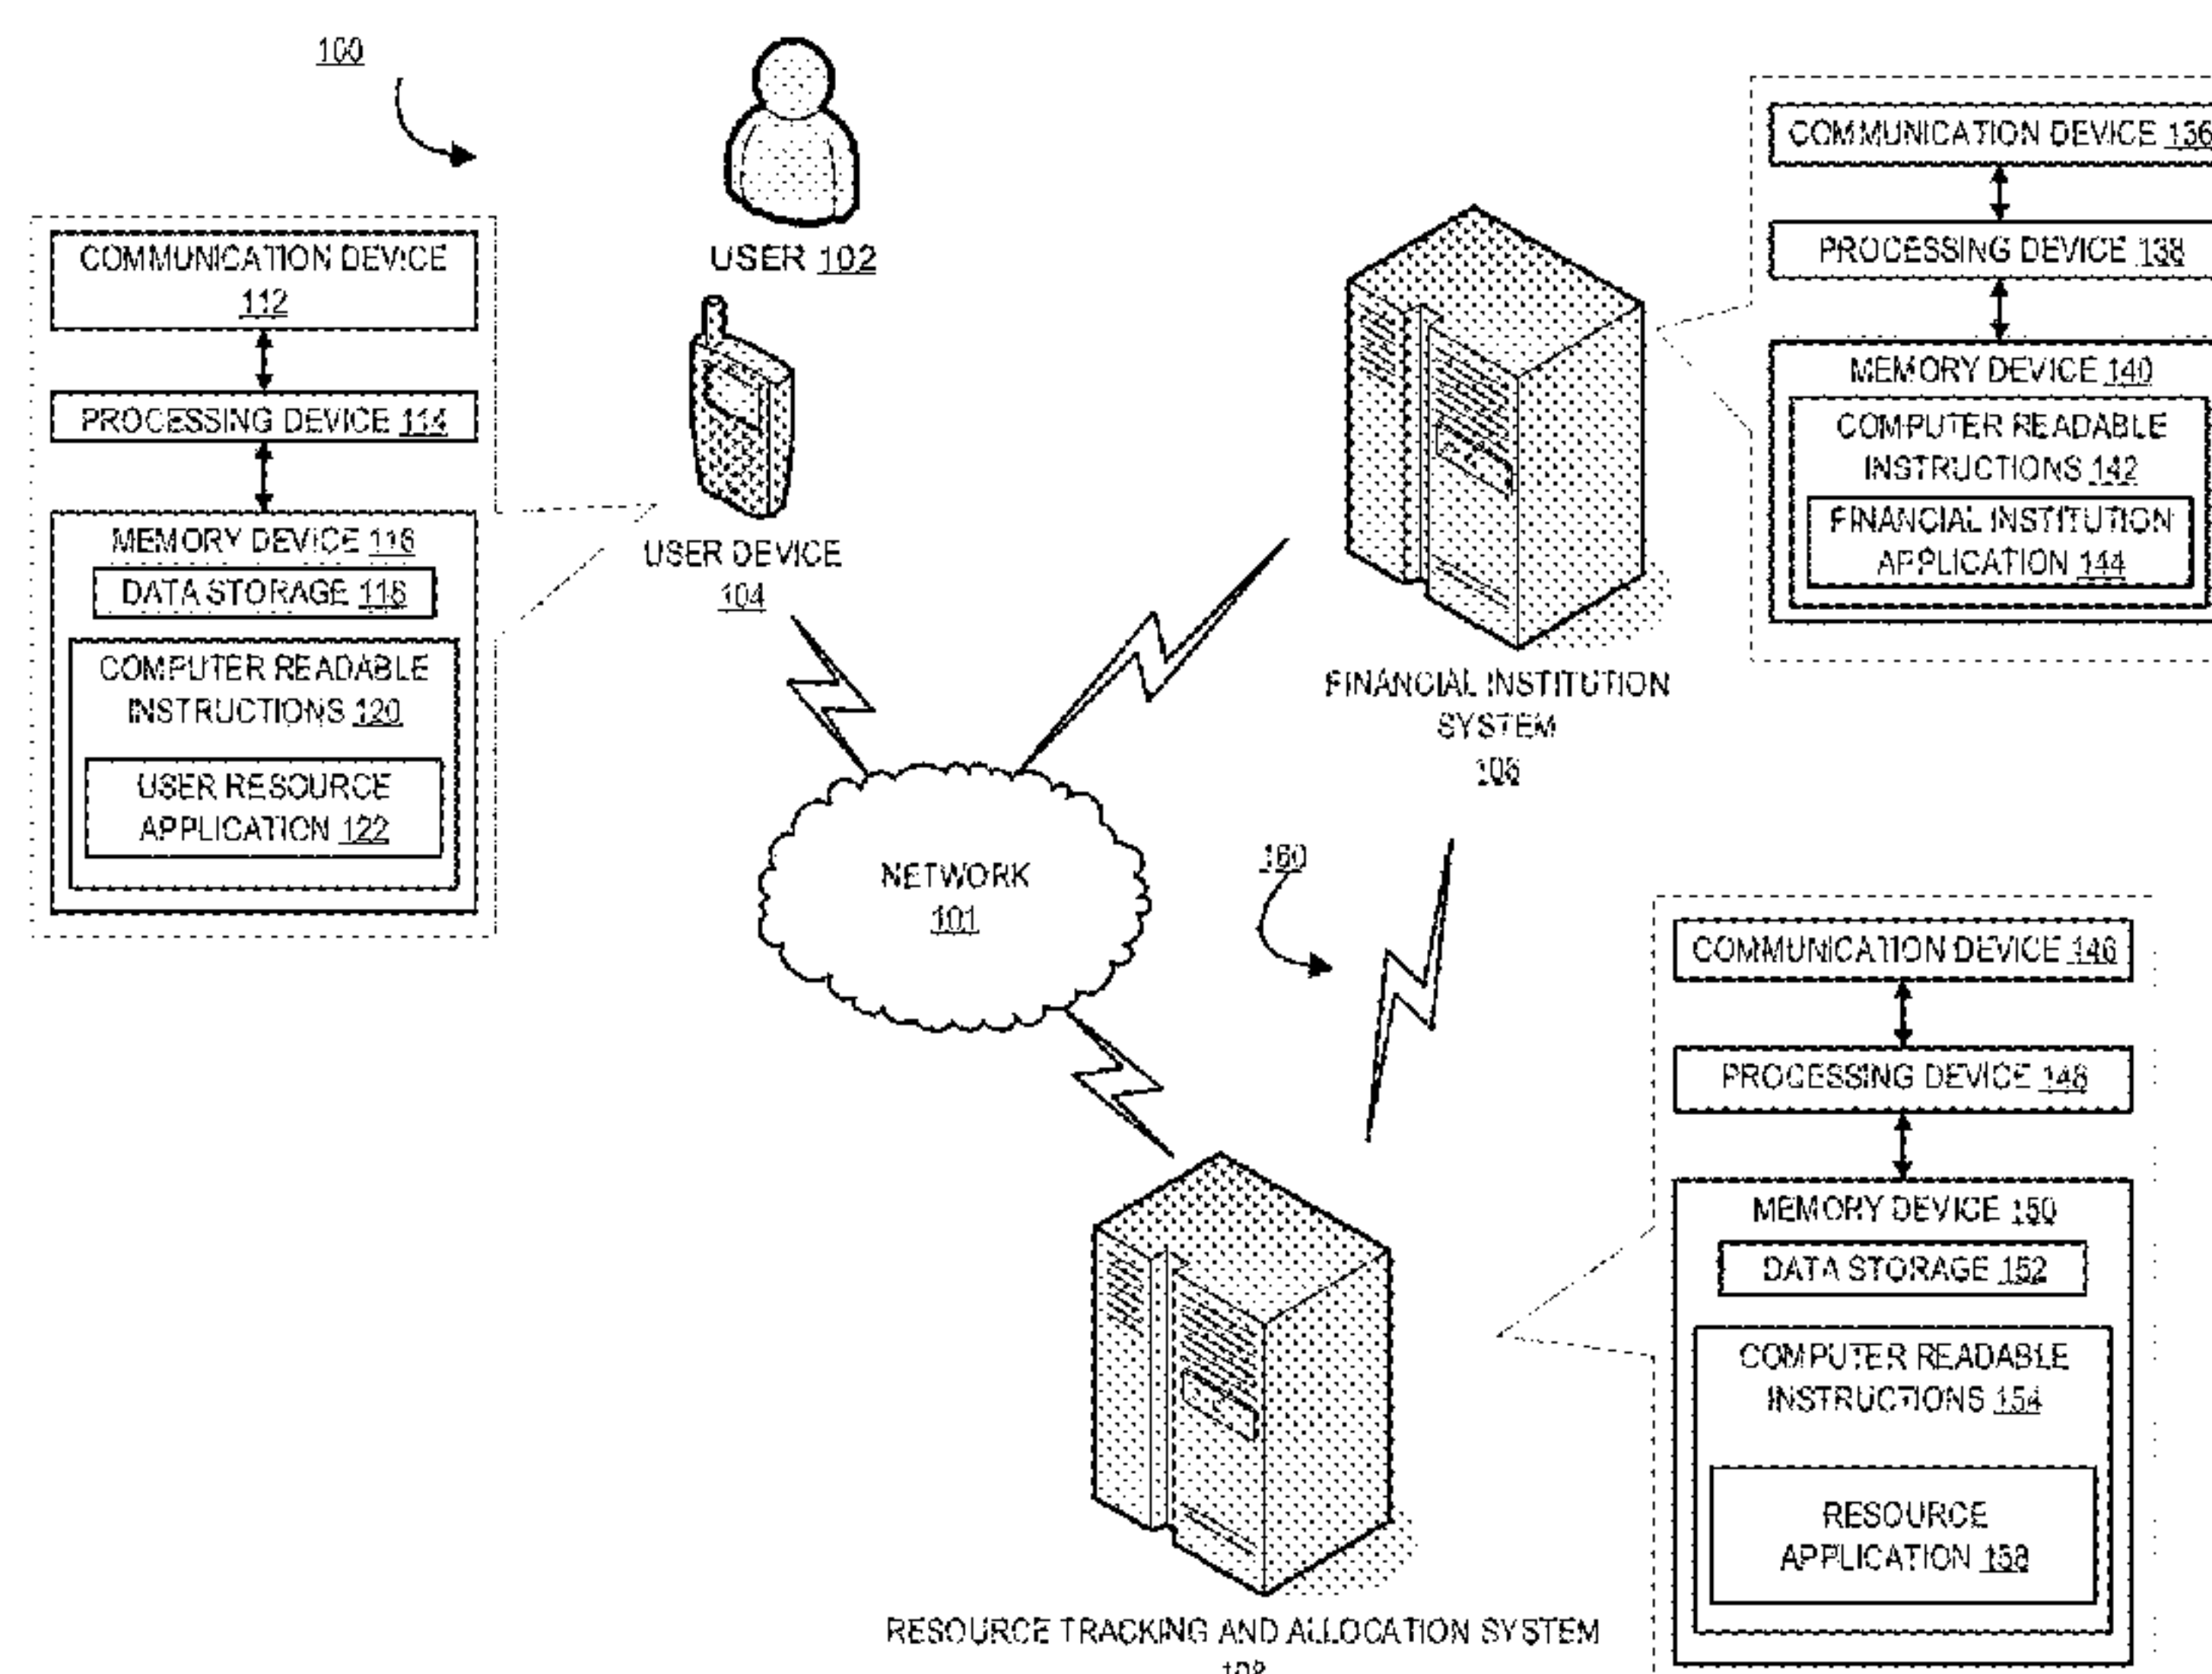 100
USER 102
COMMUNICATION DEVICE
112
PROCESSING DEVICE 114
MEMORY DEVICE 116
DATA STORAGE 118
COMPUTER READABLE
INSTRUCTIONS 120
USER RESOURCE
APPLICATION 122
USER DEVICE
104
COMMUNICATION DEVICE 136
PROCESSING DEVICE 138
MEMORY DEVICE 140
COMPUTER READABLE
INSTRUCTIONS 142
FINANCIAL INSTITUTION
APPLICATION 144
FINANCIAL INSTITUTION
SYSTEM
NETWORK
101
160
COMMUNICATION DEVICE 146
PROCESSING DEVICE 148
MEMORY DEVICE 150
DATA STORAGE 152
COMPUTER READABLE
INSTRUCTIONS 154
RESOURCE
APPLICATION 158
RESOURCE TRACKING AND ALLOCATION SYSTEM